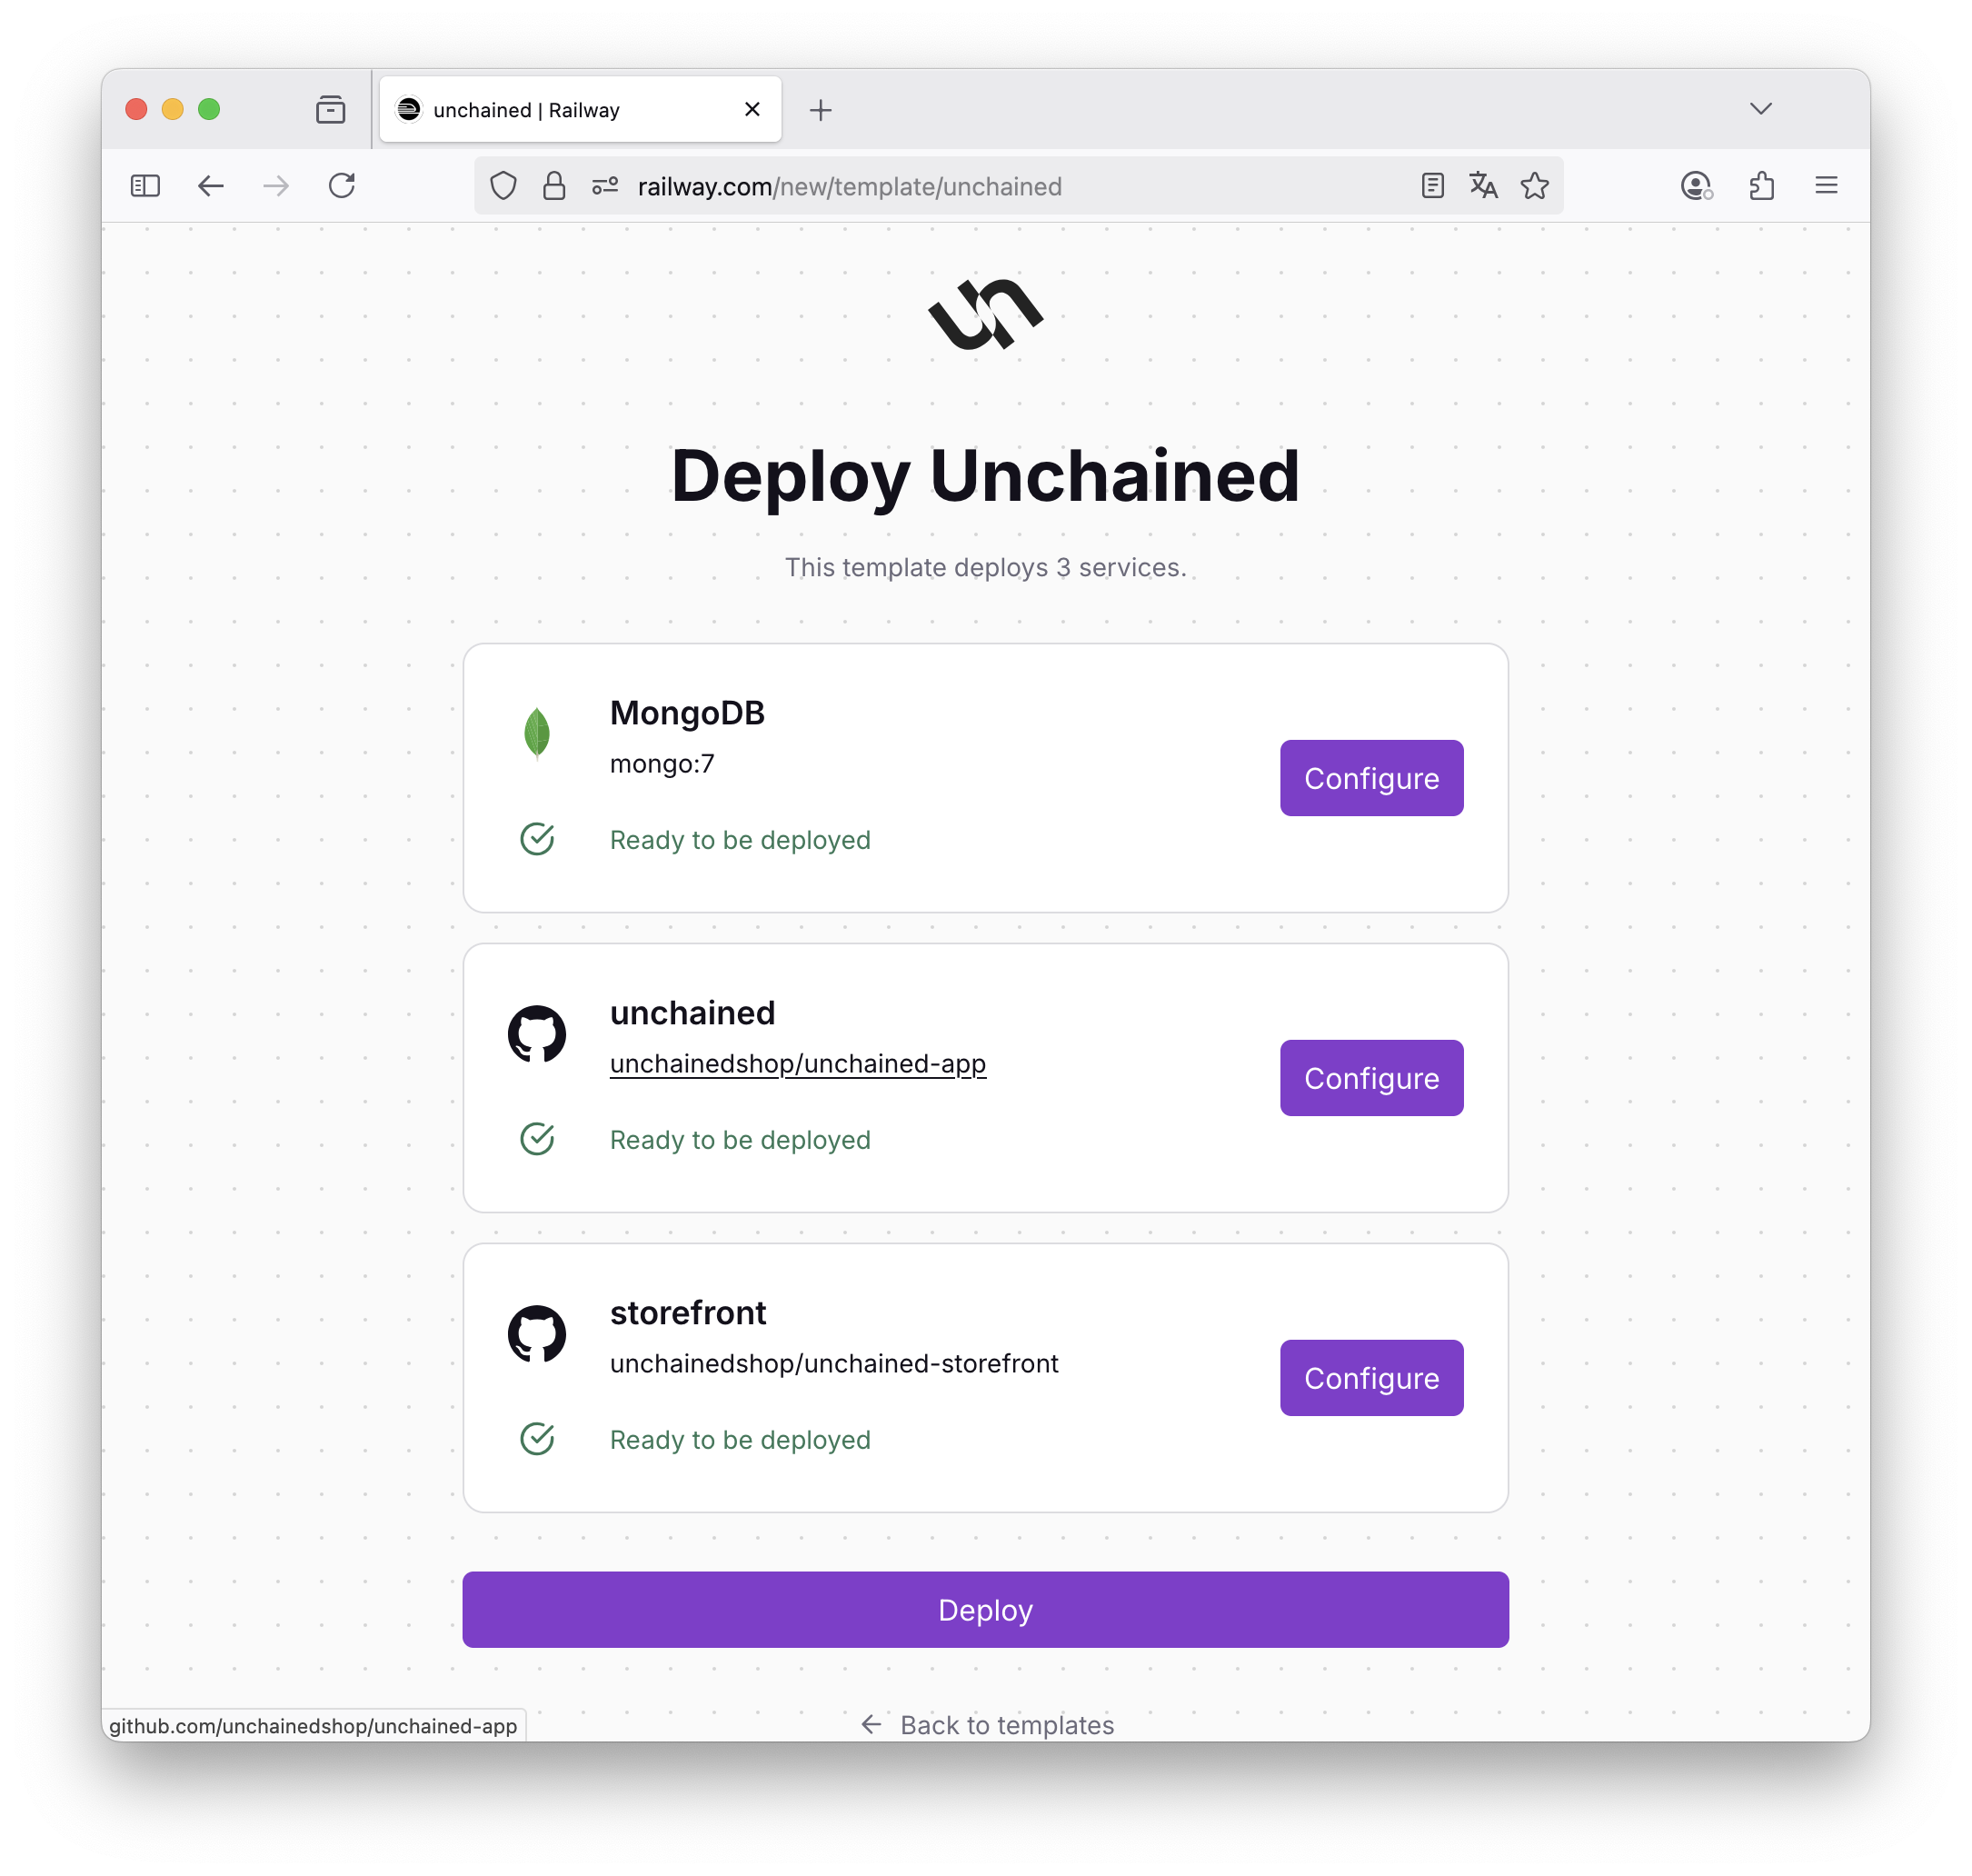 unchained | Railway
railway.com/new/template/unchained
un
Deploy Unchained
This template deploys 3 services.
MongoDB
mongo:7
Configure
Ready to be deployed
unchained
unchainedshop/unchained-app
Configure
Ready to be deployed
storefront
unchainedshop/unchained-storefront
Configure
Ready to be deployed
Deploy
github.com/unchainedshop/unchained-app
Back to templates